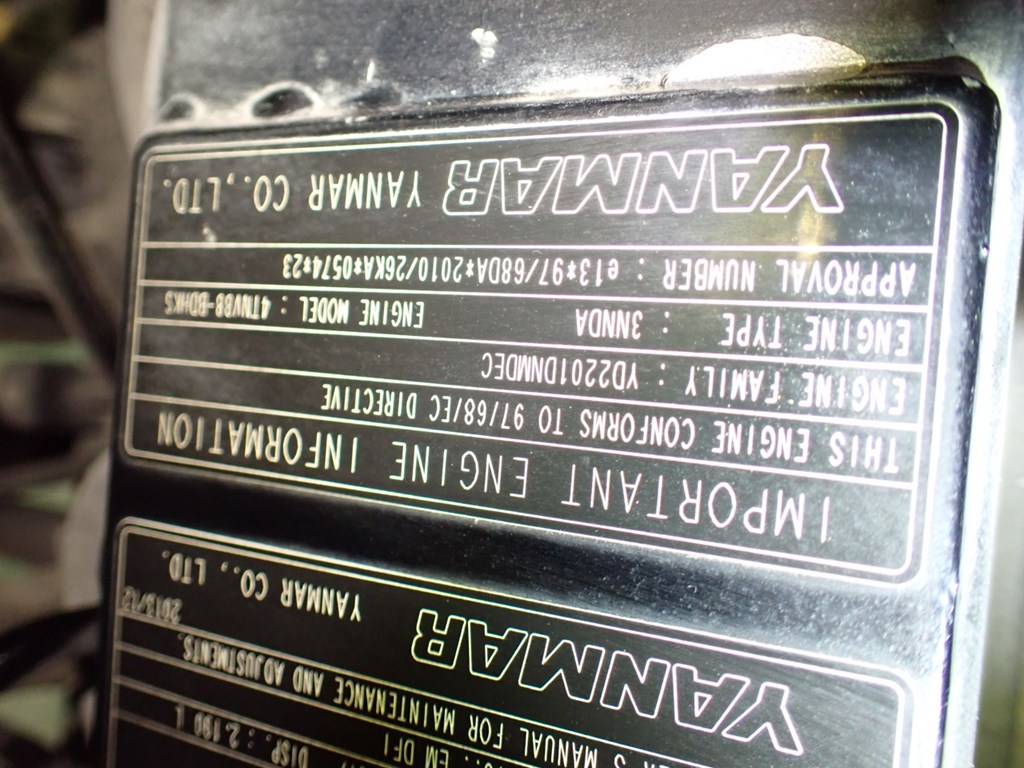 IMPORTANT ENGINE INFORMATION
THIS ENGINE CONFORMS TO 97/68/EC DIRECTIVE
ENGINE FAMILY : YD2201DNMDEC
ENGINE TYPE : 3NNDA ENGINE MODEL : 4TNV88-BDHKS
APPROVAL NUMBER : e13*97/68DA*2010/26KA*0574*23
YANMAR YANMAR CO.,LTD.
DISP.: 2.190 L
EM DFI
S MANUAL FOR MAINTENANCE AND ADJUSTMENTS.
2013/12
YANMAR YANMAR CO., LTD.